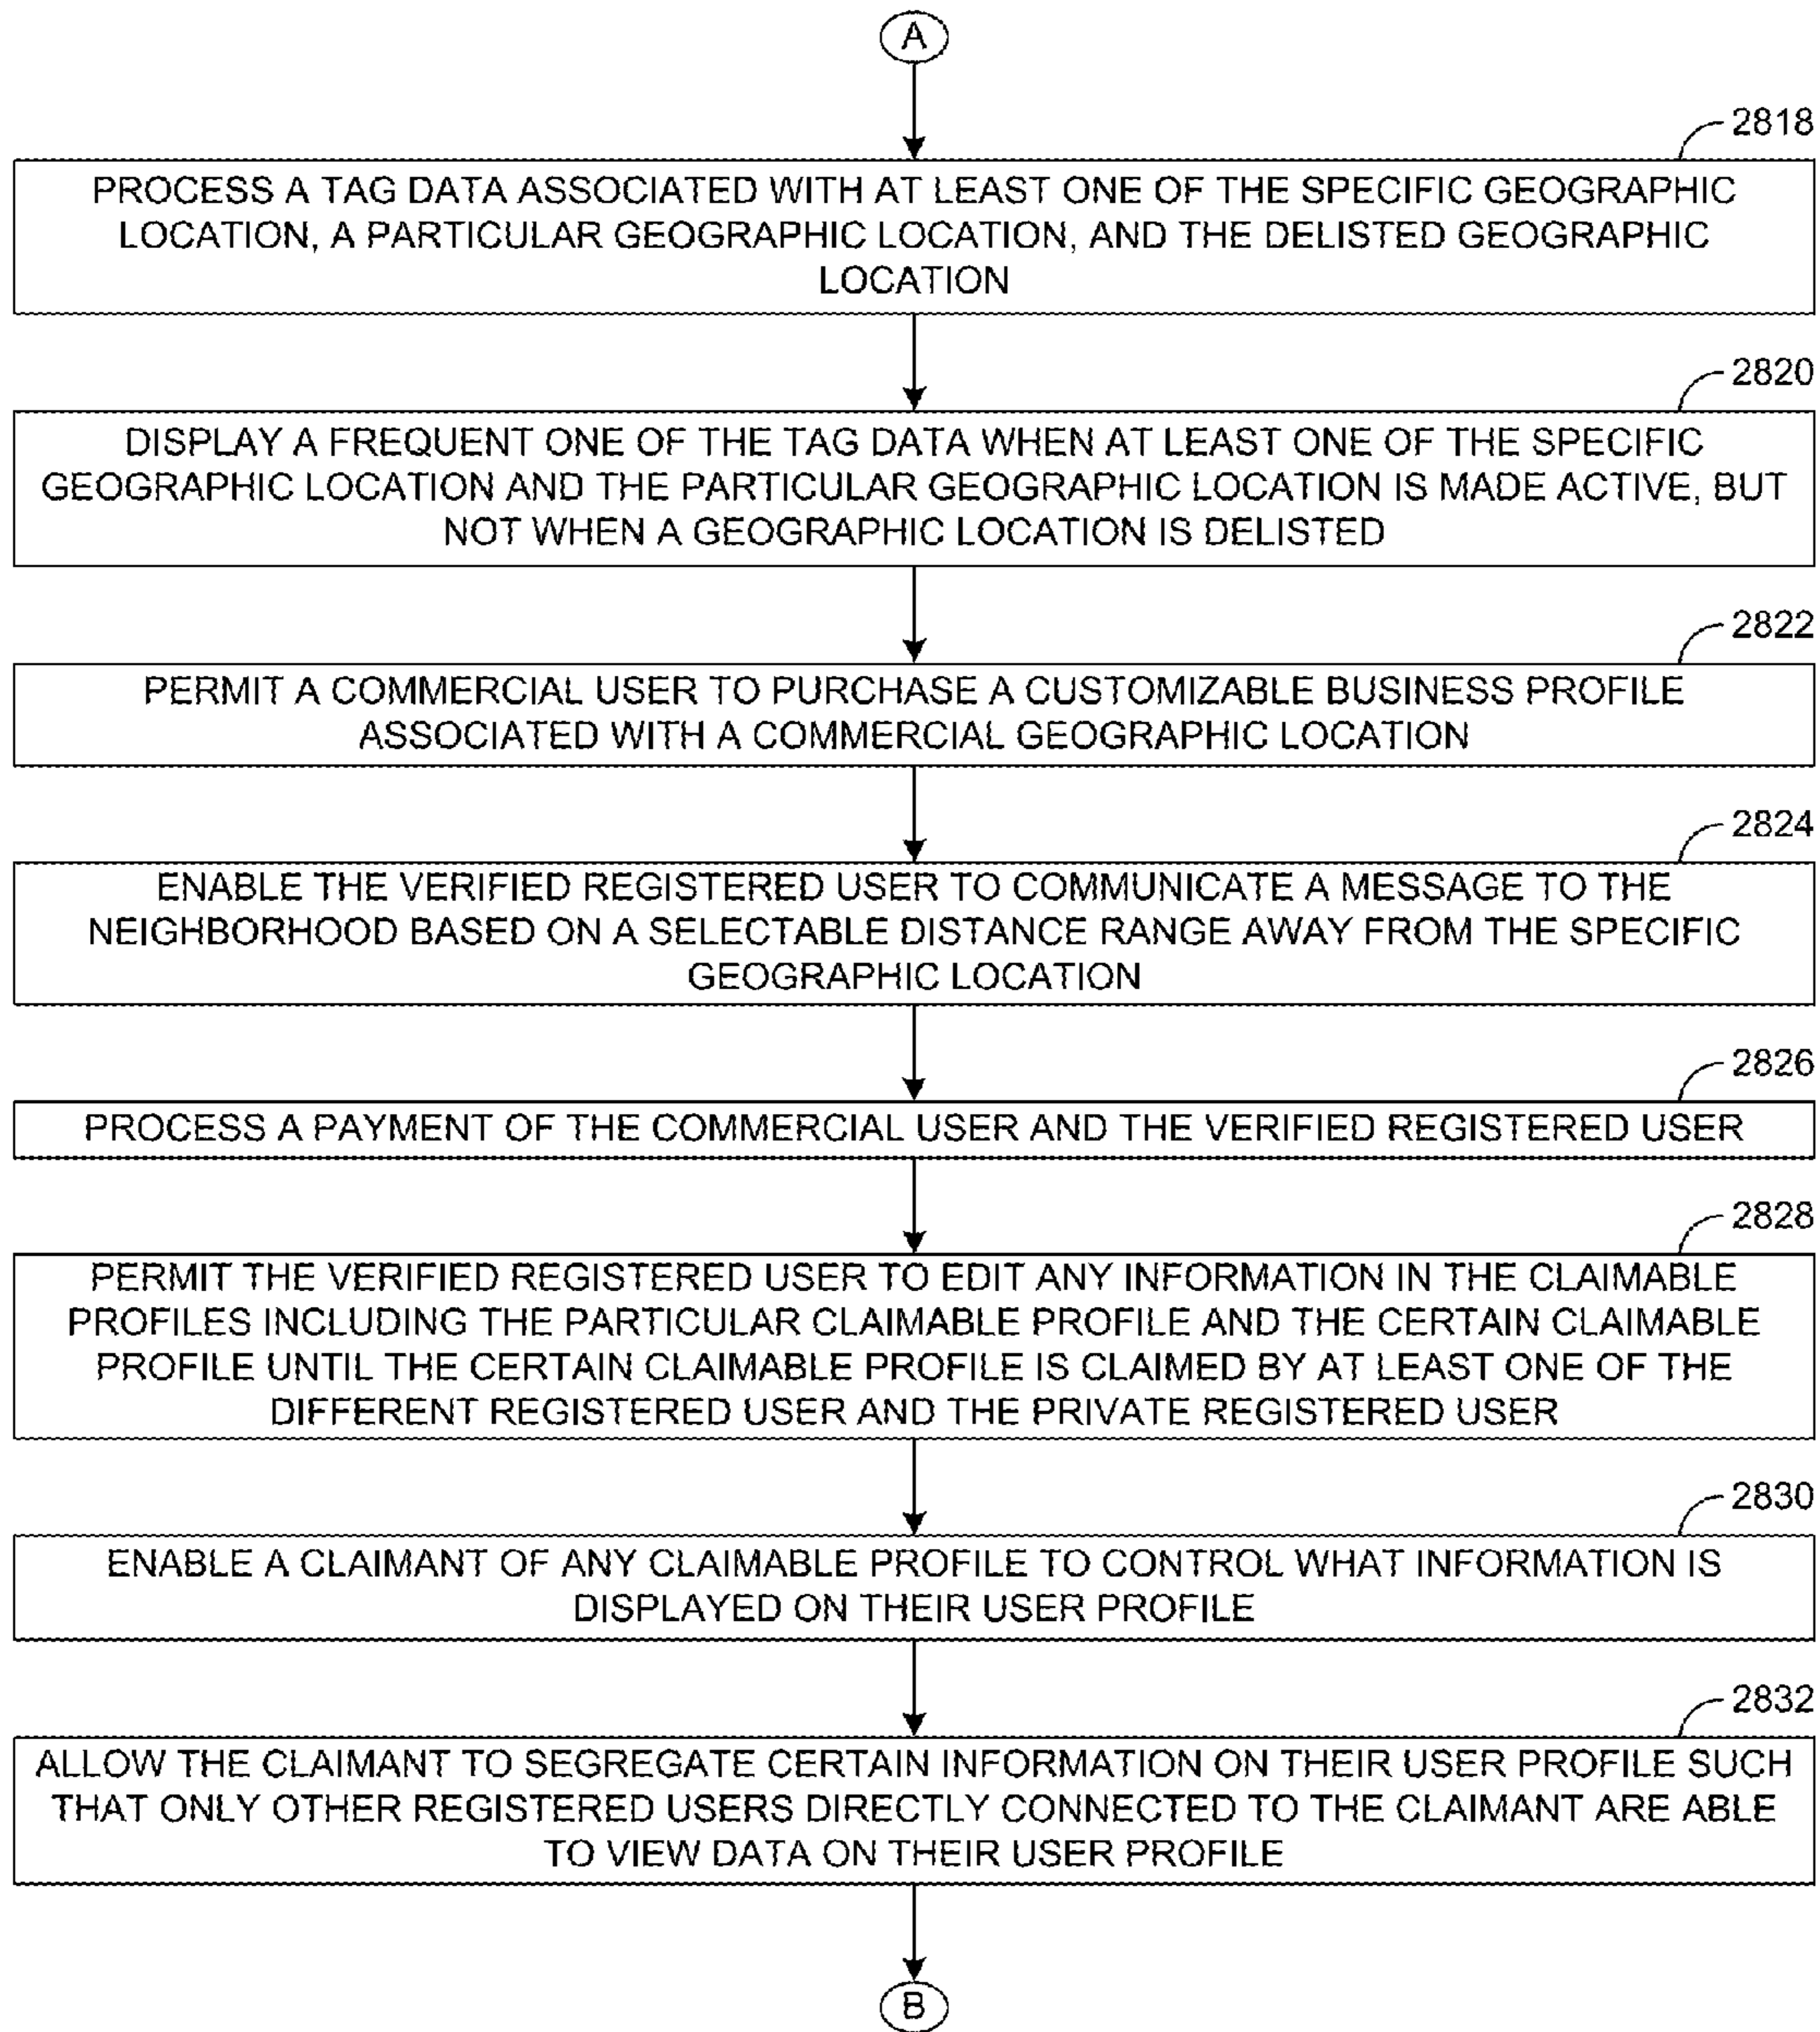 A
2818
PROCESS A TAG DATA ASSOCIATED WITH AT LEAST ONE OF THE SPECIFIC GEOGRAPHIC
LOCATION, A PARTICULAR GEOGRAPHIC LOCATION, AND THE DELISTED GEOGRAPHIC
LOCATION
2820
DISPLAY A FREQUENT ONE OF THE TAG DATA WHEN AT LEAST ONE OF THE SPECIFIC
GEOGRAPHIC LOCATION AND THE PARTICULAR GEOGRAPHIC LOCATION IS MADE ACTIVE, BUT
NOT WHEN A GEOGRAPHIC LOCATION IS DELISTED
2822
PERMIT A COMMERCIAL USER TO PURCHASE A CUSTOMIZABLE BUSINESS PROFILE
ASSOCIATED WITH A COMMERCIAL GEOGRAPHIC LOCATION
2824
ENABLE THE VERIFIED REGISTERED USER TO COMMUNICATE A MESSAGE TO THE
NEIGHBORHOOD BASED ON A SELECTABLE DISTANCE RANGE AWAY FROM THE SPECIFIC
GEOGRAPHIC LOCATION
2826
PROCESS A PAYMENT OF THE COMMERCIAL USER AND THE VERIFIED REGISTERED USER
2828
PERMIT THE VERIFIED REGISTERED USER TO EDIT ANY INFORMATION IN THE CLAIMABLE
PROFILES INCLUDING THE PARTICULAR CLAIMABLE PROFILE AND THE CERTAIN CLAIMABLE
PROFILE UNTIL THE CERTAIN CLAIMABLE PROFILE IS CLAIMED BY AT LEAST ONE OF THE
DIFFERENT REGISTERED USER AND THE PRIVATE REGISTERED USER
2830
ENABLE A CLAIMANT OF ANY CLAIMABLE PROFILE TO CONTROL WHAT INFORMATION IS
DISPLAYED ON THEIR USER PROFILE
2832
ALLOW THE CLAIMANT TO SEGREGATE CERTAIN INFORMATION ON THEIR USER PROFILE SUCH
THAT ONLY OTHER REGISTERED USERS DIRECTLY CONNECTED TO THE CLAIMANT ARE ABLE
TO VIEW DATA ON THEIR USER PROFILE
B